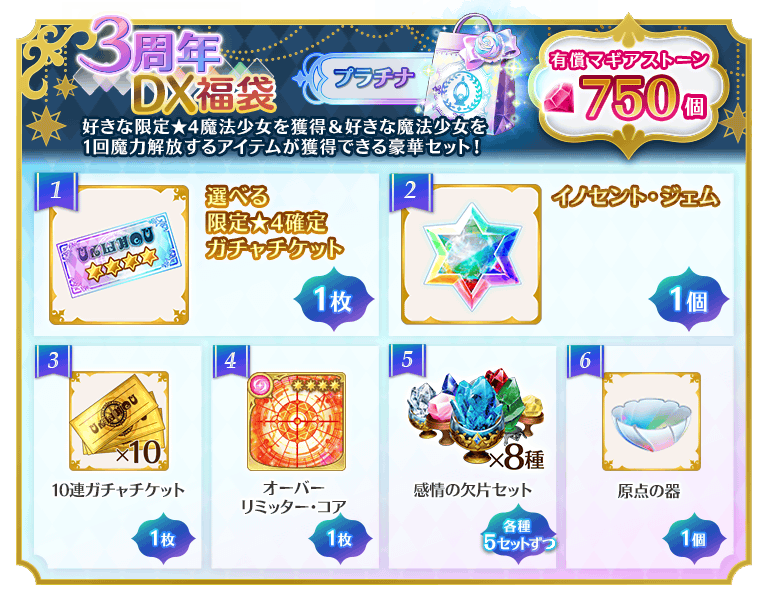 3周年
DX福袋
プラチナ
有償マギアストーン
750個
好きな限定★4魔法少女を獲得&好きな魔法少女を
1回魔力解放するアイテムが獲得できる豪華セット!
1
選べる
限定★4確定
ガチャチケット
1枚
2
イノセント・ジェム
1個
3
×10
10連ガチャチケット
1枚
4
オーバー
リミッター・コア
1枚
5
×8種
感情の欠片セット
各種
5セットずつ
6
原点の器
1個